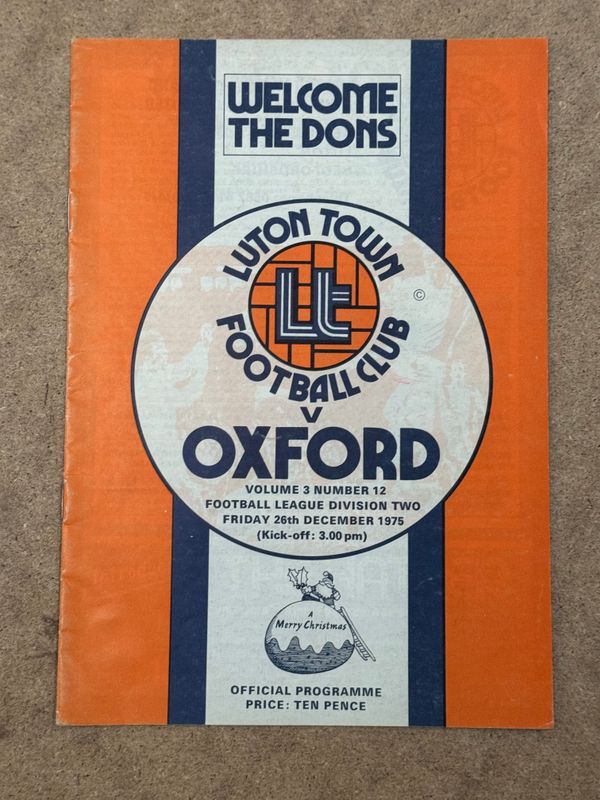 WELCOME
THE DONS
LUTON TOWN
Lt
©
FOOTBALL CLUB
V
OXFORD
VOLUME 3 NUMBER 12
FOOTBALL LEAGUE DIVISION TWO
FRIDAY 26th DECEMBER 1975
(Kick-off: 3.00 pm)
A
Merry Christmas
OFFICIAL PROGRAMME
PRICE: TEN PENCE